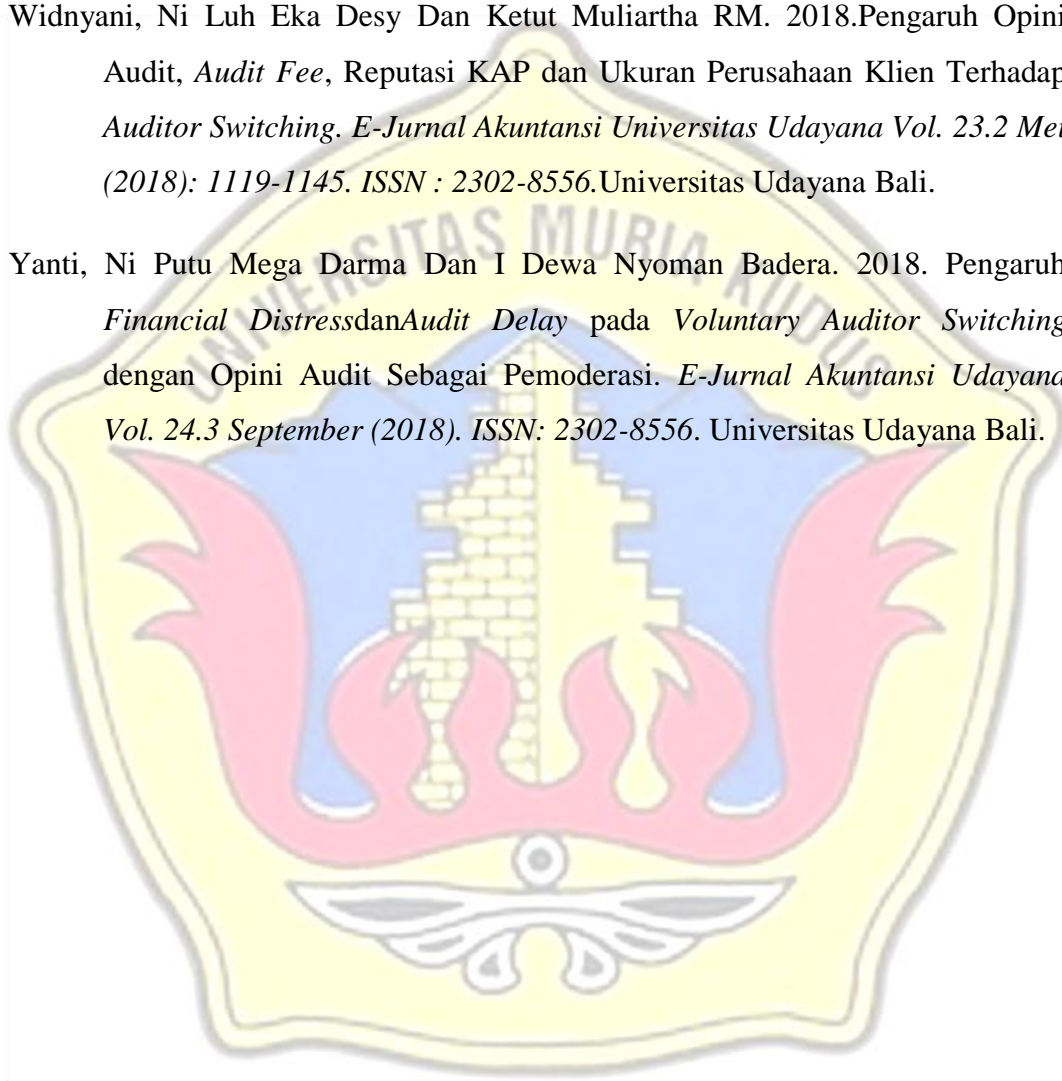 Widnyani, Ni Luh Eka Desy Dan Ketut Muliartha RM. 2018.Pengaruh Opini
Audit, Audit Fee, Reputasi KAP dan Ukuran Perusahaan Klien Terhadap
Auditor Switching. E-Jurnal Akuntansi Universitas Udayana Vol. 23.2 Mei
(2018): 1119-1145. ISSN : 2302-8556.Universitas Udayana Bali.
UNIVERSITAS MURIA KUDUS
Yanti, Ni Putu Mega Darma Dan I Dewa Nyoman Badera. 2018. Pengaruh
Financial DistressdanAudit Delay pada Voluntary Auditor Switching
dengan Opini Audit Sebagai Pemoderasi. E-Jurnal Akuntansi Udayana
Vol. 24.3 September (2018). ISSN: 2302-8556. Universitas Udayana Bali.